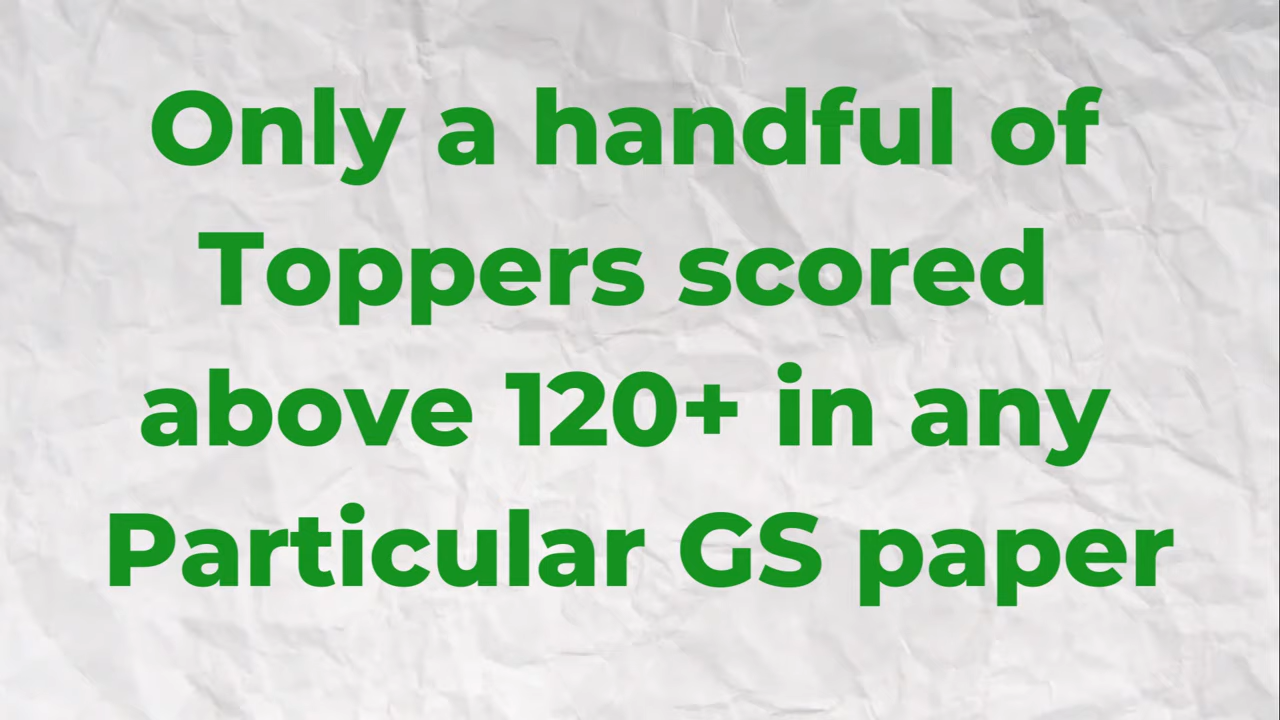 Only a handful of
Toppers scored
above 120+ in any
Particular GS paper